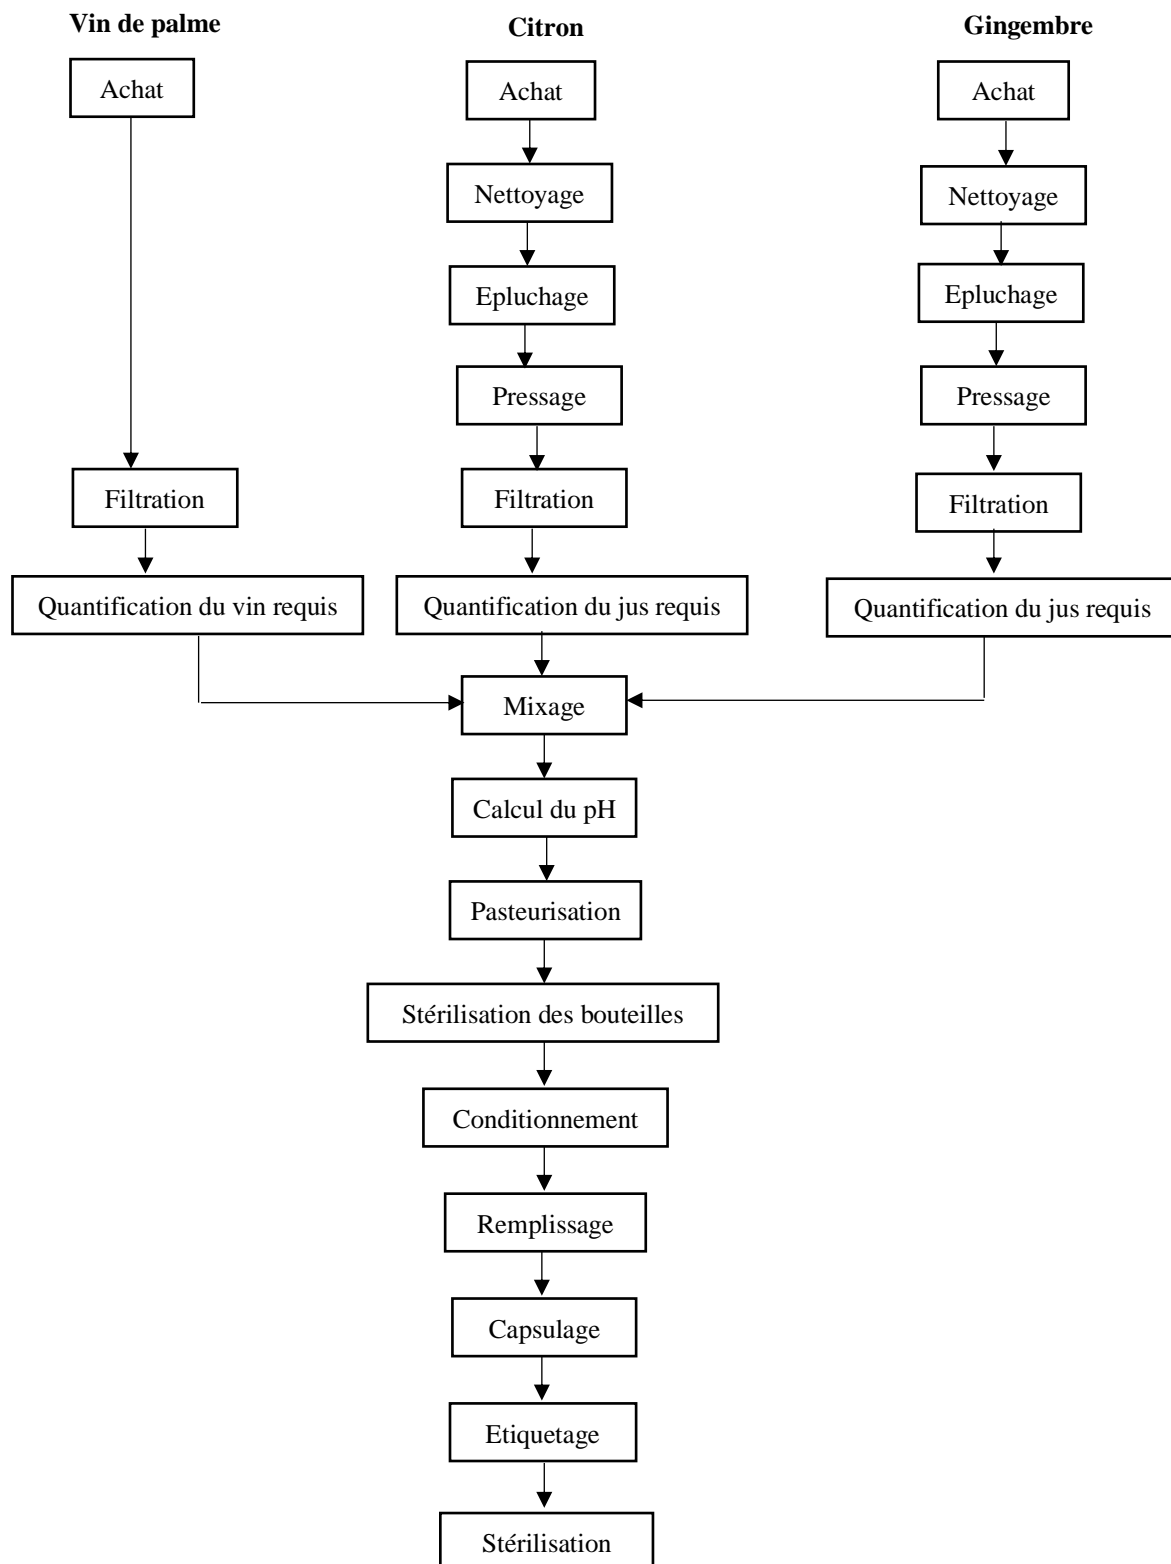 Vin de palme
Citron
Gingembre
Achat
Achat
Achat
Nettoyage
Nettoyage
Epluchage
Epluchage
Pressage
Pressage
Filtration
Filtration
Filtration
Quantification du vin requis
Quantification du jus requis
Quantification du jus requis
Mixage
Calcul du pH
Pasteurisation
Stérilisation des bouteilles
Conditionnement
Remplissage
Capsulage
Etiquetage
Stérilisation